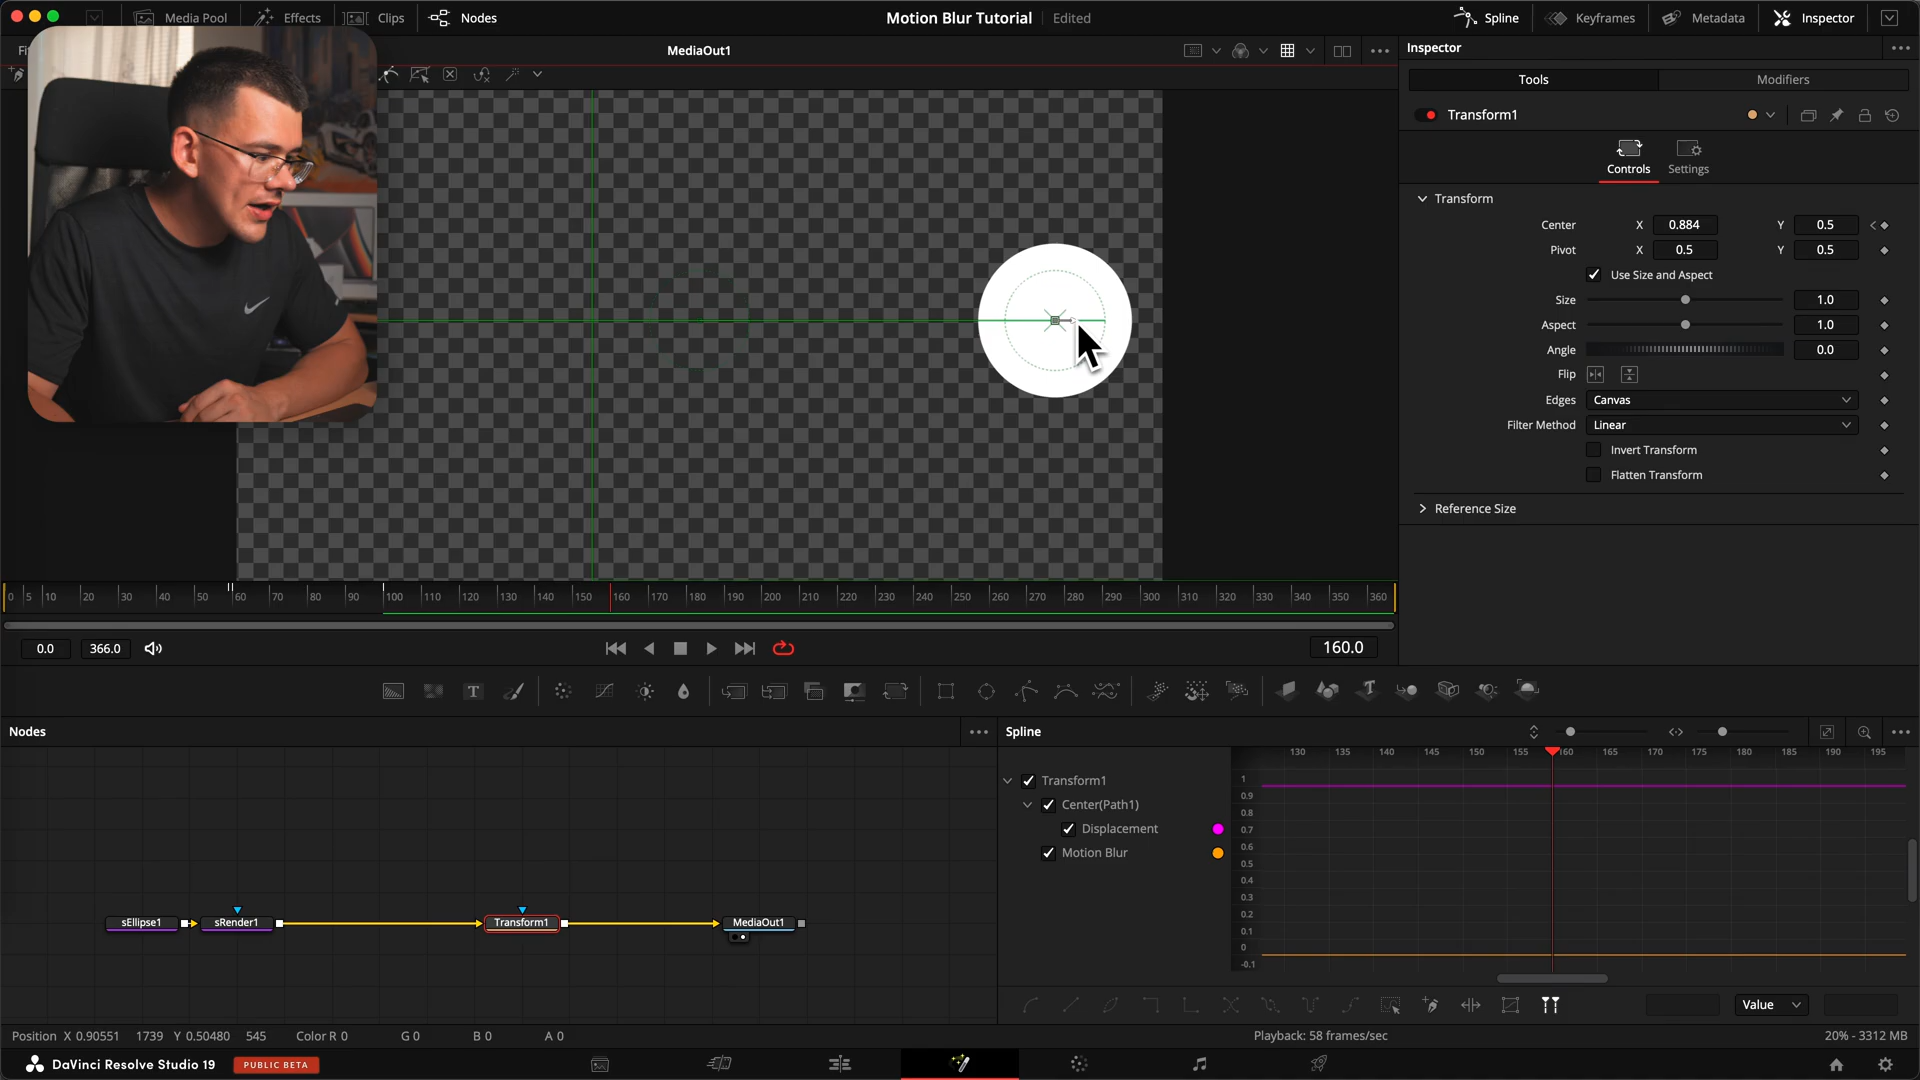 Media Pool
Effects
Clips
Nodes
Motion Blur Tutorial
Edited
Spline
Keyframes
Metadata
Inspector
MediaOut1
Inspector
Tools
Modifiers
Transform1
Controls
Settings
Transform
Center X 0.884 Y 0.5
Pivot X 0.5 Y 0.5
Use Size and Aspect
Size 1.0
Aspect 1.0
Angle 0.0
Flip
Edges Canvas
Filter Method Linear
Invert Transform
Flatten Transform
Reference Size
0 5 10 20 30 40 50 60 70 80 90 100 110 120 130 140 150 160 170 180 190 200 210 220 230 240 250 260 270 280 290 300 310 320 330 340 350 360
0.0 366.0 160.0
Nodes
Spline
130 135 140 145 150 155 160 165 170 175 180 185 190 195
Transform1
Center(Path1)
Displacement
Motion Blur
1
0.9
0.8
0.7
0.6
0.5
0.4
0.3
0.2
0.1
0
-0.1
sEllipse1
sRender1
Transform1
MediaOut1
Value
Position X 0.90551 1739 Y 0.50480 545 Color R 0 G 0 B 0 A 0
Playback: 58 frames/sec
20% - 3312 MB
DaVinci Resolve Studio 19
PUBLIC BETA